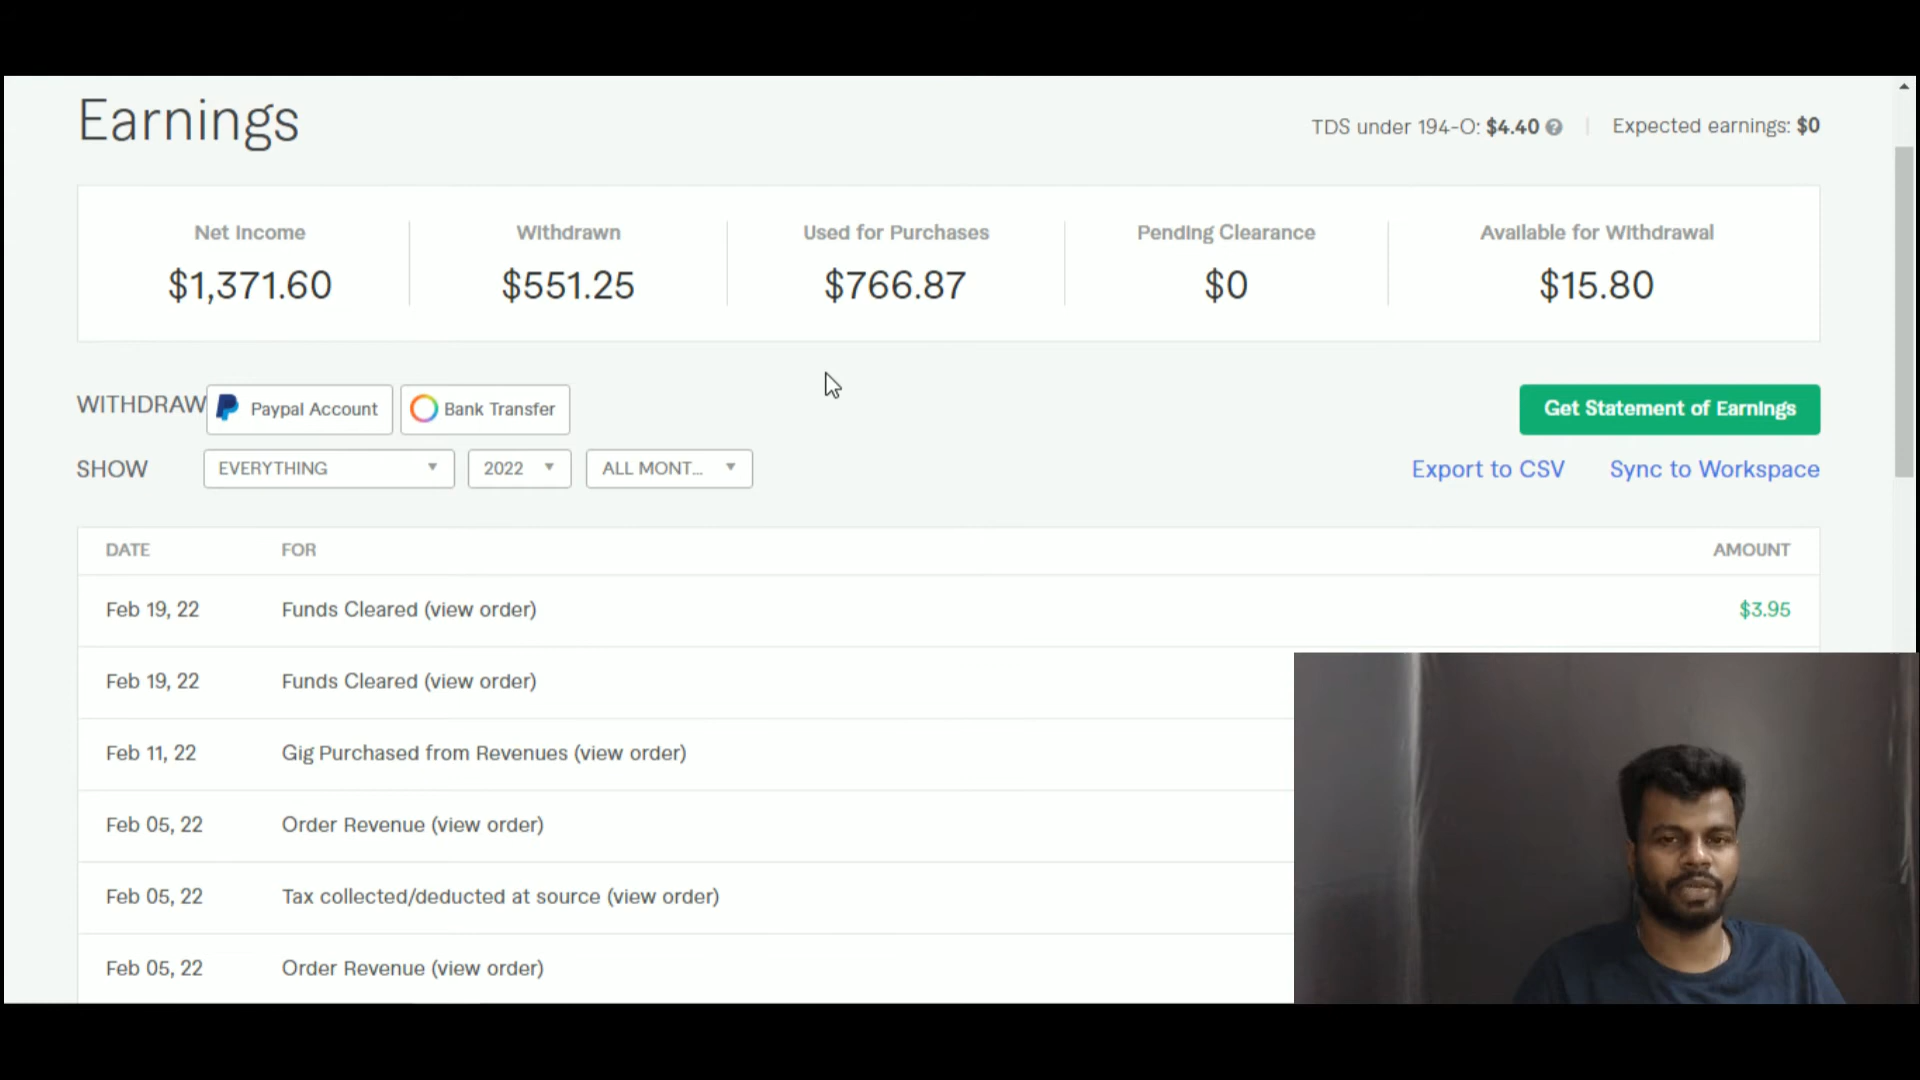 Earnings
TDS under 194-O: $4.40 ? Expected earnings: $0
Net Income Withdrawn Used for Purchases Pending Clearance Available for Withdrawal
$1,371.60 $551.25 $766.87 $0 $15.80
WITHDRAW Paypal Account Bank Transfer Get Statement of Earnings
SHOW EVERYTHING 2022 ALL MONT... Export to CSV Sync to Workspace
DATE FOR AMOUNT
Feb 19, 22 Funds Cleared (view order) $3.95
Feb 19, 22 Funds Cleared (view order)
Feb 11, 22 Gig Purchased from Revenues (view order)
Feb 05, 22 Order Revenue (view order)
Feb 05, 22 Tax collected/deducted at source (view order)
Feb 05, 22 Order Revenue (view order)